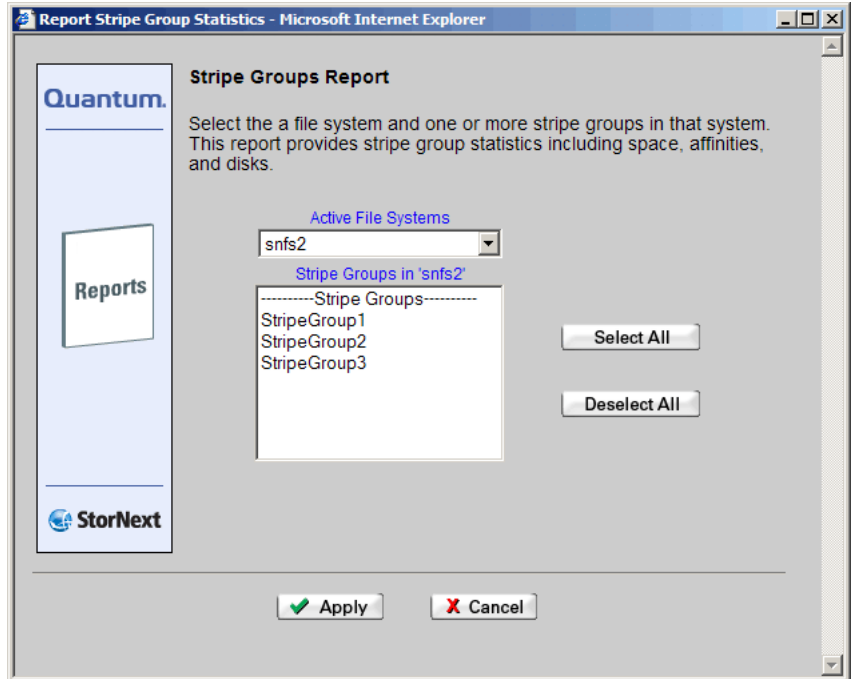 Report Stripe Group Statistics - Microsoft Internet Explorer
Quantum.
Stripe Groups Report
Select the a file system and one or more stripe groups in that system.
This report provides stripe group statistics including space, affinities,
and disks.
Active File Systems
snfs2
Stripe Groups in 'snfs2'
----------Stripe Groups----------
StripeGroup1
StripeGroup2
StripeGroup3
Select All
Deselect All
Reports
StorNext
Apply
X Cancel